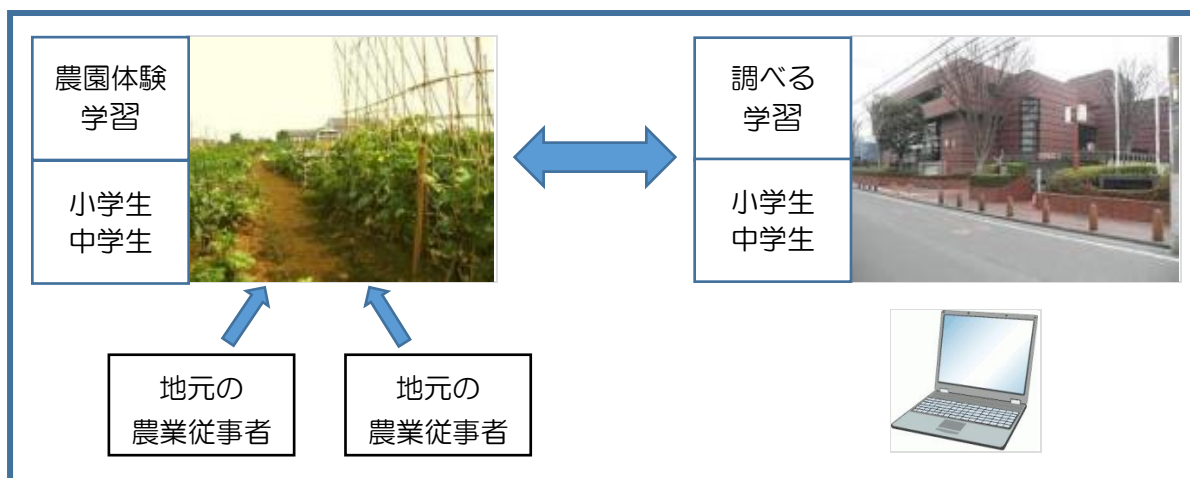 農園体験
学習
小学生
中学生
調べる
学習
小学生
中学生
地元の
農業従事者
地元の
農業従事者